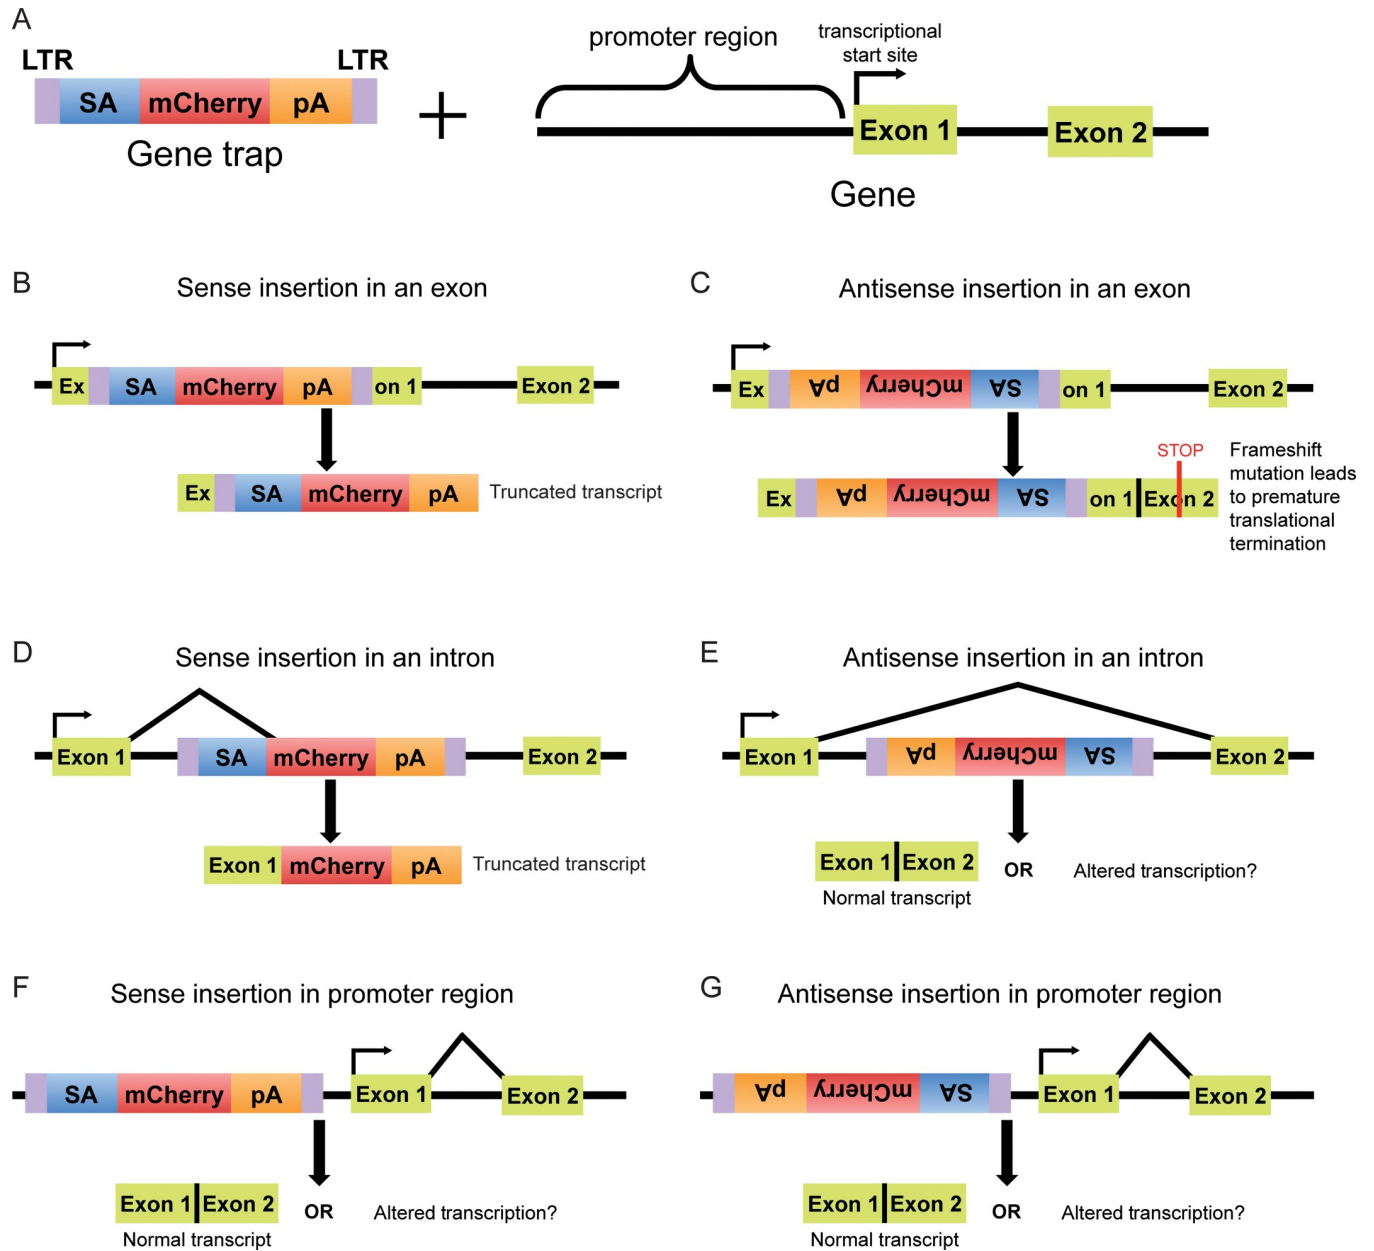 A
LTR LTR
SA mCherry pA
Gene trap
promoter region
transcriptional
start site
Exon 1 Exon 2
Gene
B
Sense insertion in an exon
Ex SA mCherry pA on 1 Exon 2
Ex SA mCherry pA
Truncated transcript
C
Antisense insertion in an exon
Ex pA mCherry SA on 1 Exon 2
STOP
Ex pA mCherry SA on 1 Exon 2
Frameshift
mutation leads
to premature
translational
termination
D
Sense insertion in an intron
Exon 1 SA mCherry pA Exon 2
Exon 1 mCherry pA
Truncated transcript
E
Antisense insertion in an intron
Exon 1 pA mCherry SA Exon 2
Exon 1 Exon 2 OR Altered transcription?
Normal transcript
F
Sense insertion in promoter region
SA mCherry pA Exon 1 Exon 2
Exon 1 Exon 2 OR Altered transcription?
Normal transcript
G
Antisense insertion in promoter region
pA mCherry SA Exon 1 Exon 2
Exon 1 Exon 2 OR Altered transcription?
Normal transcript